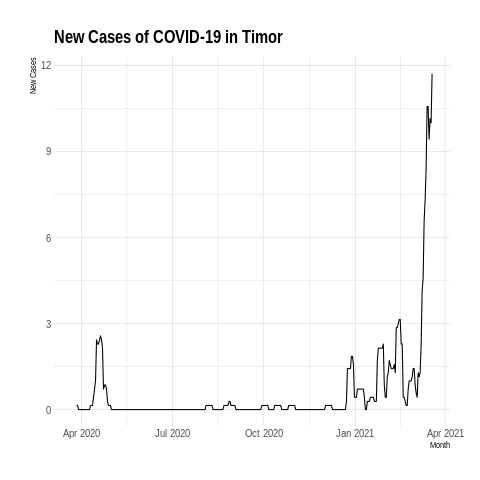 New Cases of COVID-19 in Timor
New Cases
12
9
6
3
0
Apr 2020
Jul 2020
Oct 2020
Jan 2021
Apr 2021
Month